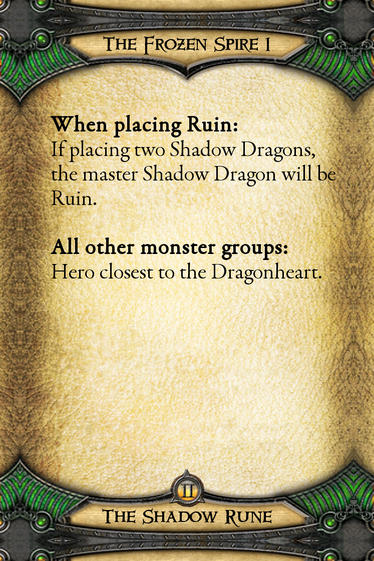 The Frozen Spire I
When placing Ruin:
If placing two Shadow Dragons,
the master Shadow Dragon will be
Ruin.
All other monster groups:
Hero closest to the Dragonheart.
II
The Shadow Rune